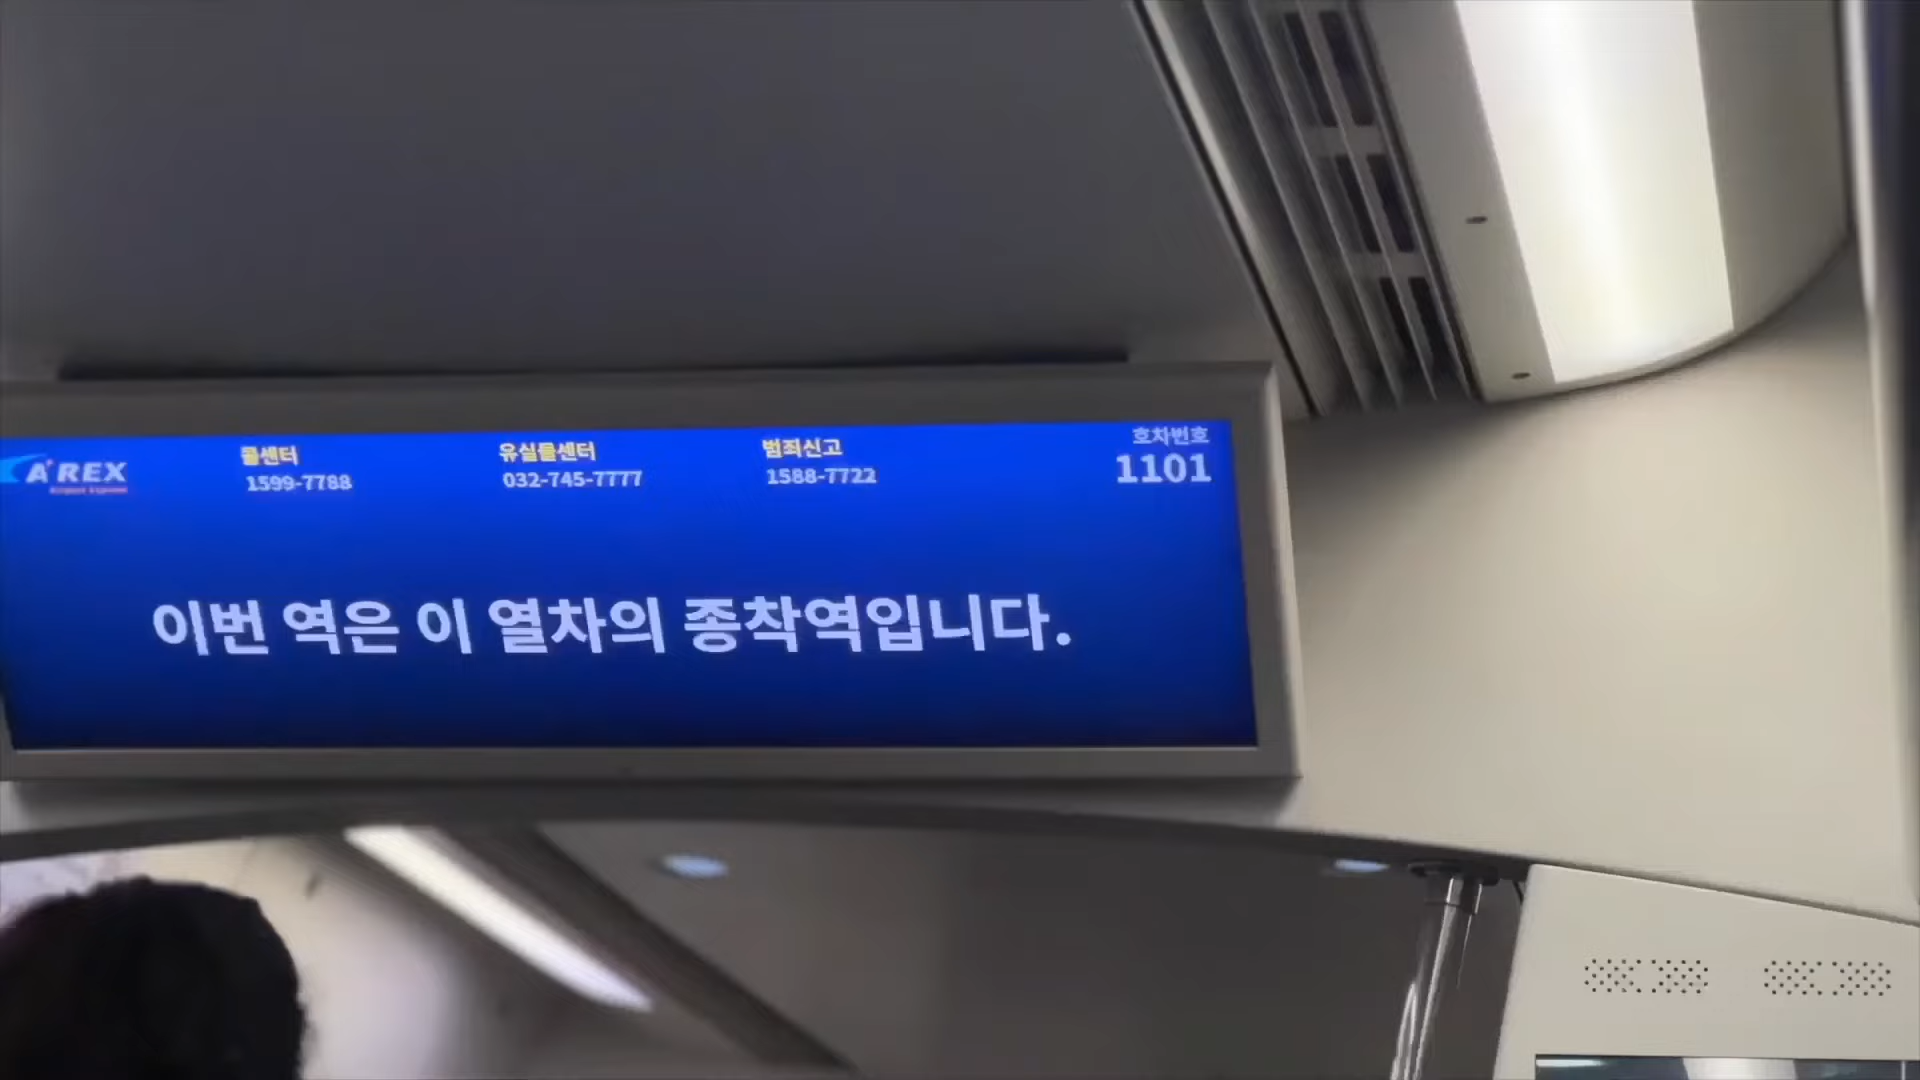 A'REX
콜센터
1599-7788
유실물센터
032-745-7777
범죄신고
1588-7722
호차번호
1101
이번 역은 이 열차의 종착역입니다.